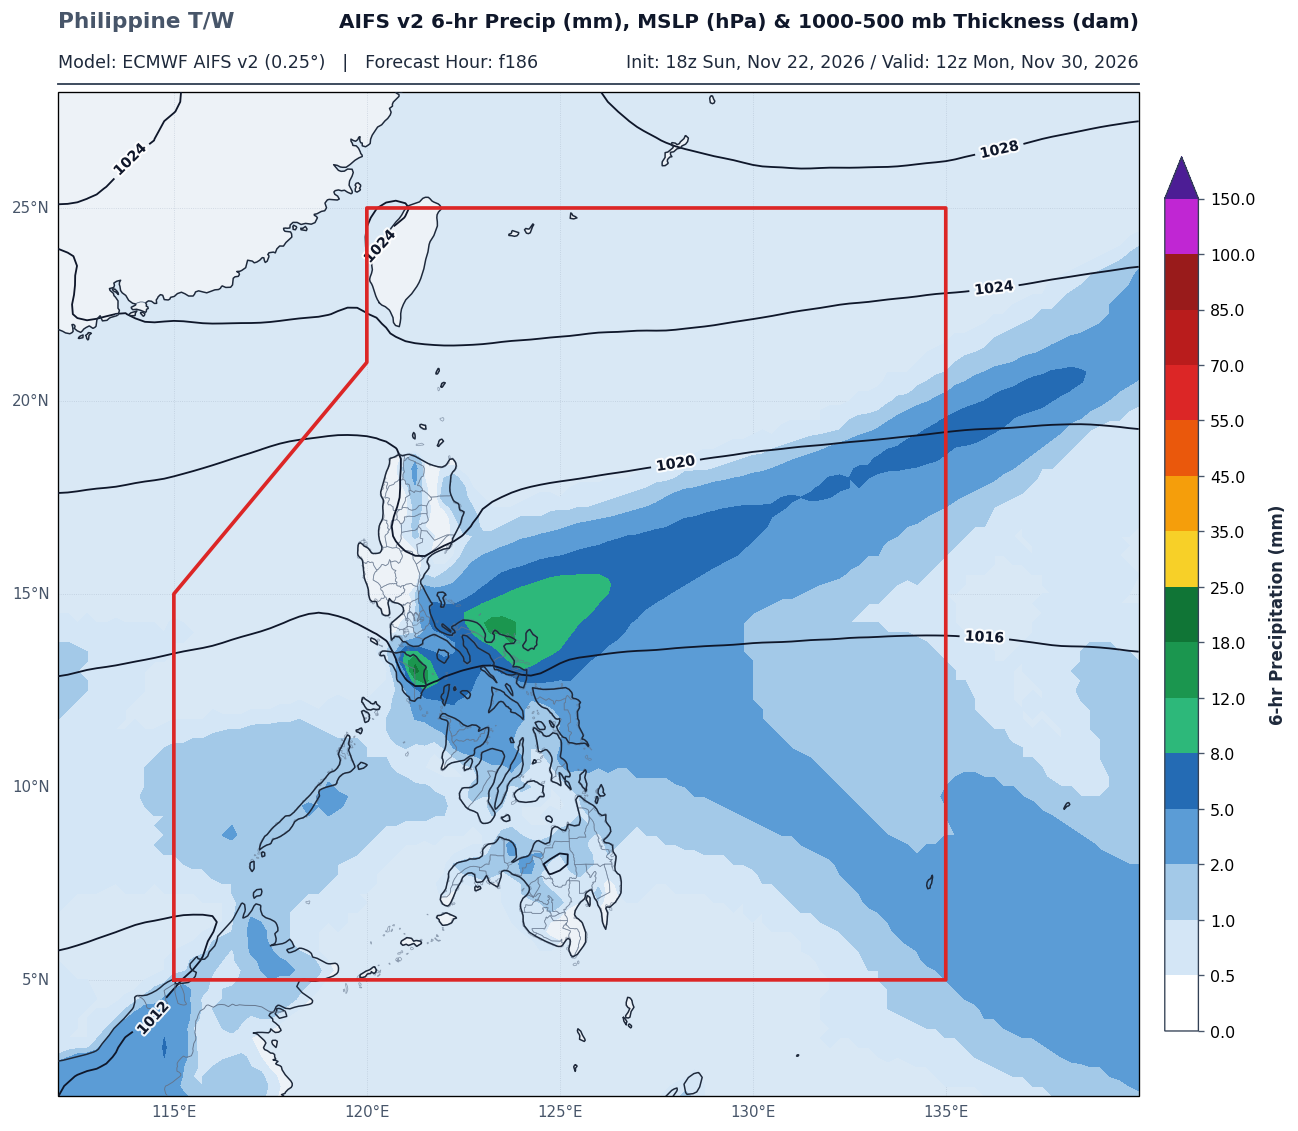 Philippine T/W
AIFS v2 6-hr Precip (mm), MSLP (hPa) & 1000-500 mb Thickness (dam)
Model: ECMWF AIFS v2 (0.25°) | Forecast Hour: f186
Init: 18z Sun, Nov 22, 2026 / Valid: 12z Mon, Nov 30, 2026
1024
1028
1024
1024
1020
1016
1012
25°N
20°N
15°N
10°N
5°N
115°E
120°E
125°E
130°E
135°E
150.0
100.0
85.0
70.0
55.0
45.0
35.0
25.0
18.0
12.0
8.0
5.0
2.0
1.0
0.5
0.0
6-hr Precipitation (mm)